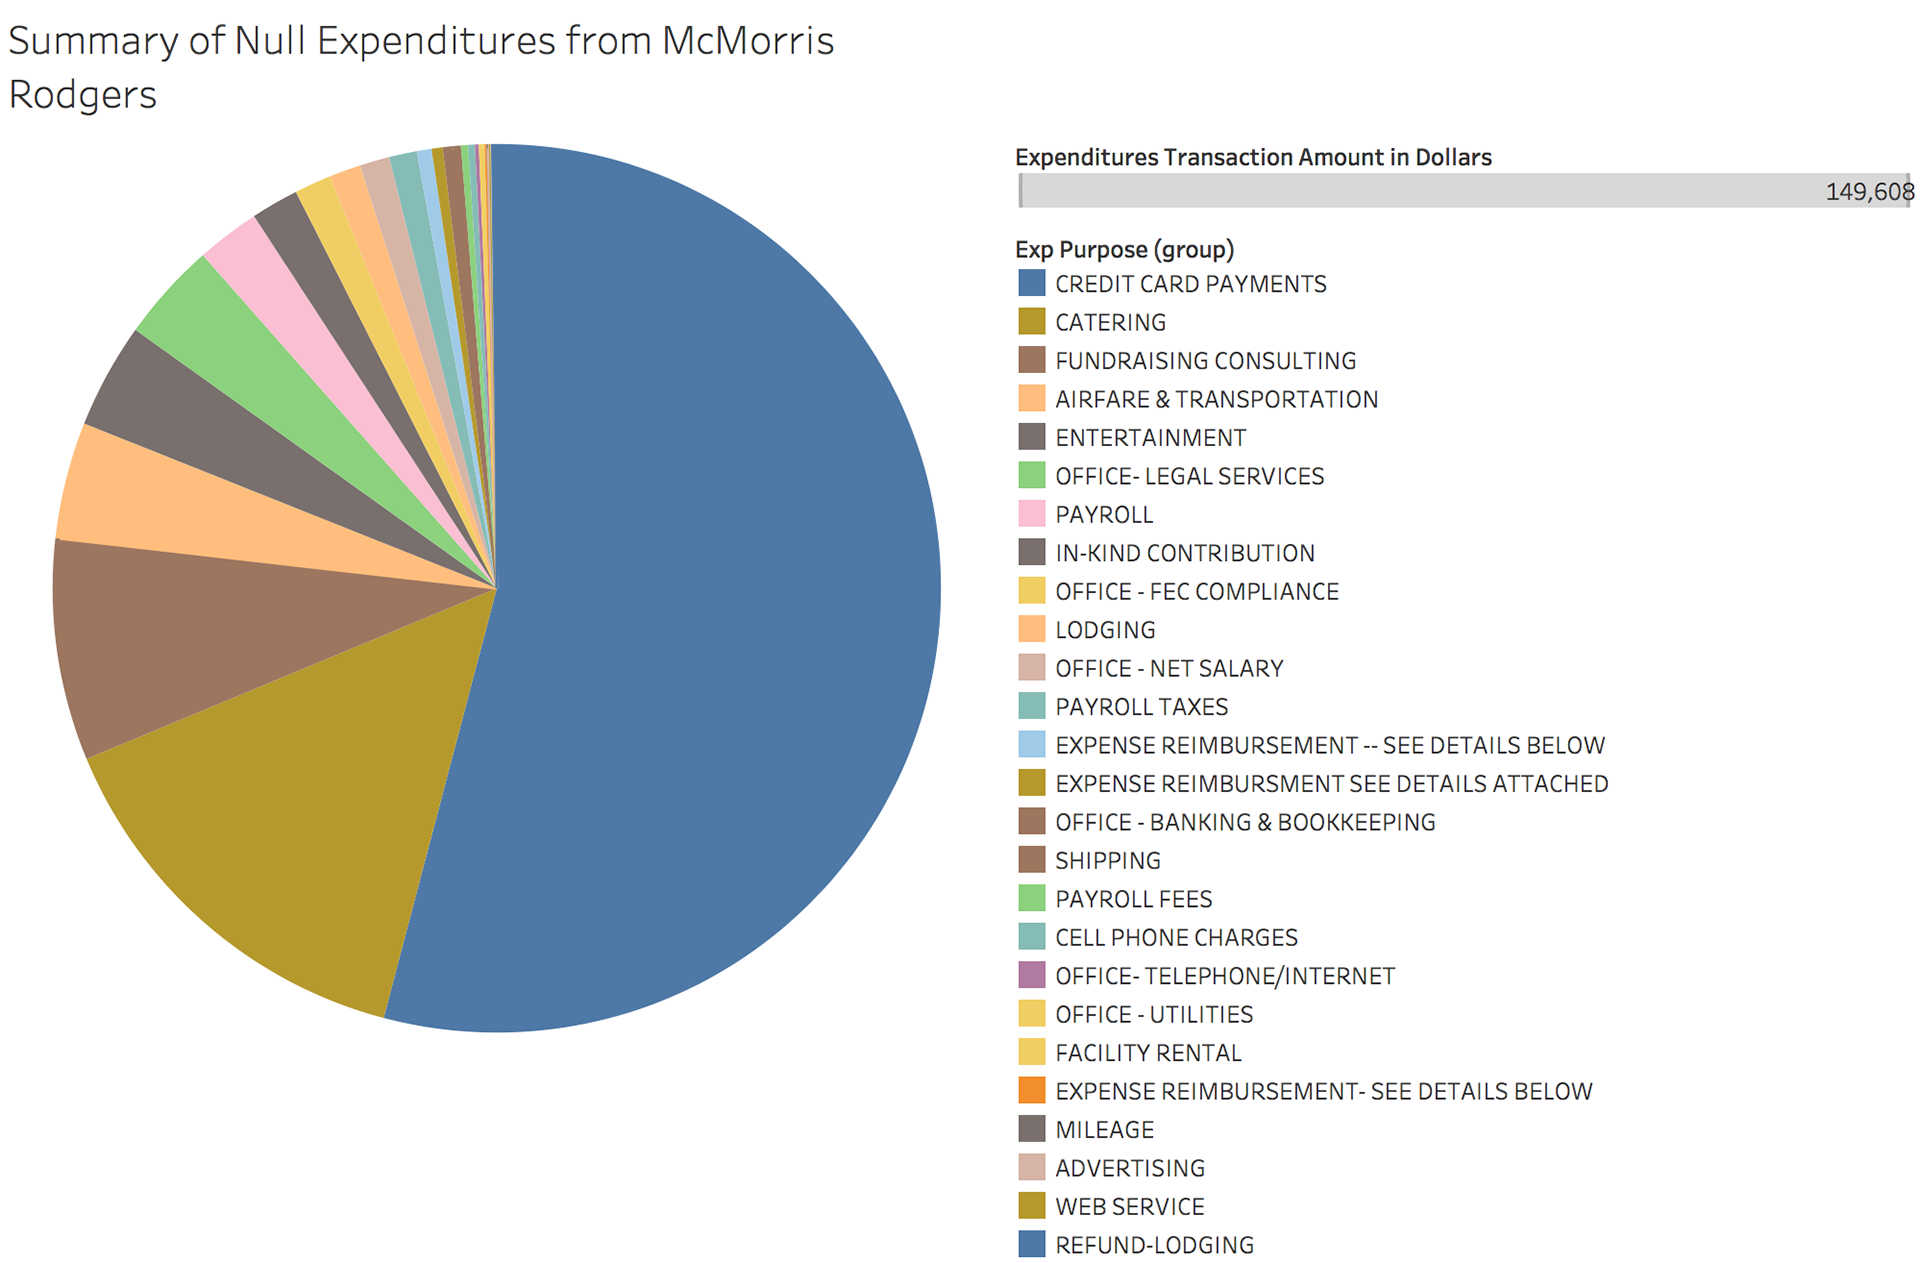 Summary of Null Expenditures from McMorris
Rodgers
Expenditures Transaction Amount in Dollars
149,608
Exp Purpose (group)
CREDIT CARD PAYMENTS
CATERING
FUNDRAISING CONSULTING
AIRFARE & TRANSPORTATION
ENTERTAINMENT
OFFICE- LEGAL SERVICES
PAYROLL
IN-KIND CONTRIBUTION
OFFICE - FEC COMPLIANCE
LODGING
OFFICE - NET SALARY
PAYROLL TAXES
EXPENSE REIMBURSEMENT -- SEE DETAILS BELOW
EXPENSE REIMBURSMENT SEE DETAILS ATTACHED
OFFICE - BANKING & BOOKKEEPING
SHIPPING
PAYROLL FEES
CELL PHONE CHARGES
OFFICE- TELEPHONE/INTERNET
OFFICE - UTILITIES
FACILITY RENTAL
EXPENSE REIMBURSEMENT- SEE DETAILS BELOW
MILEAGE
ADVERTISING
WEB SERVICE
REFUND-LODGING